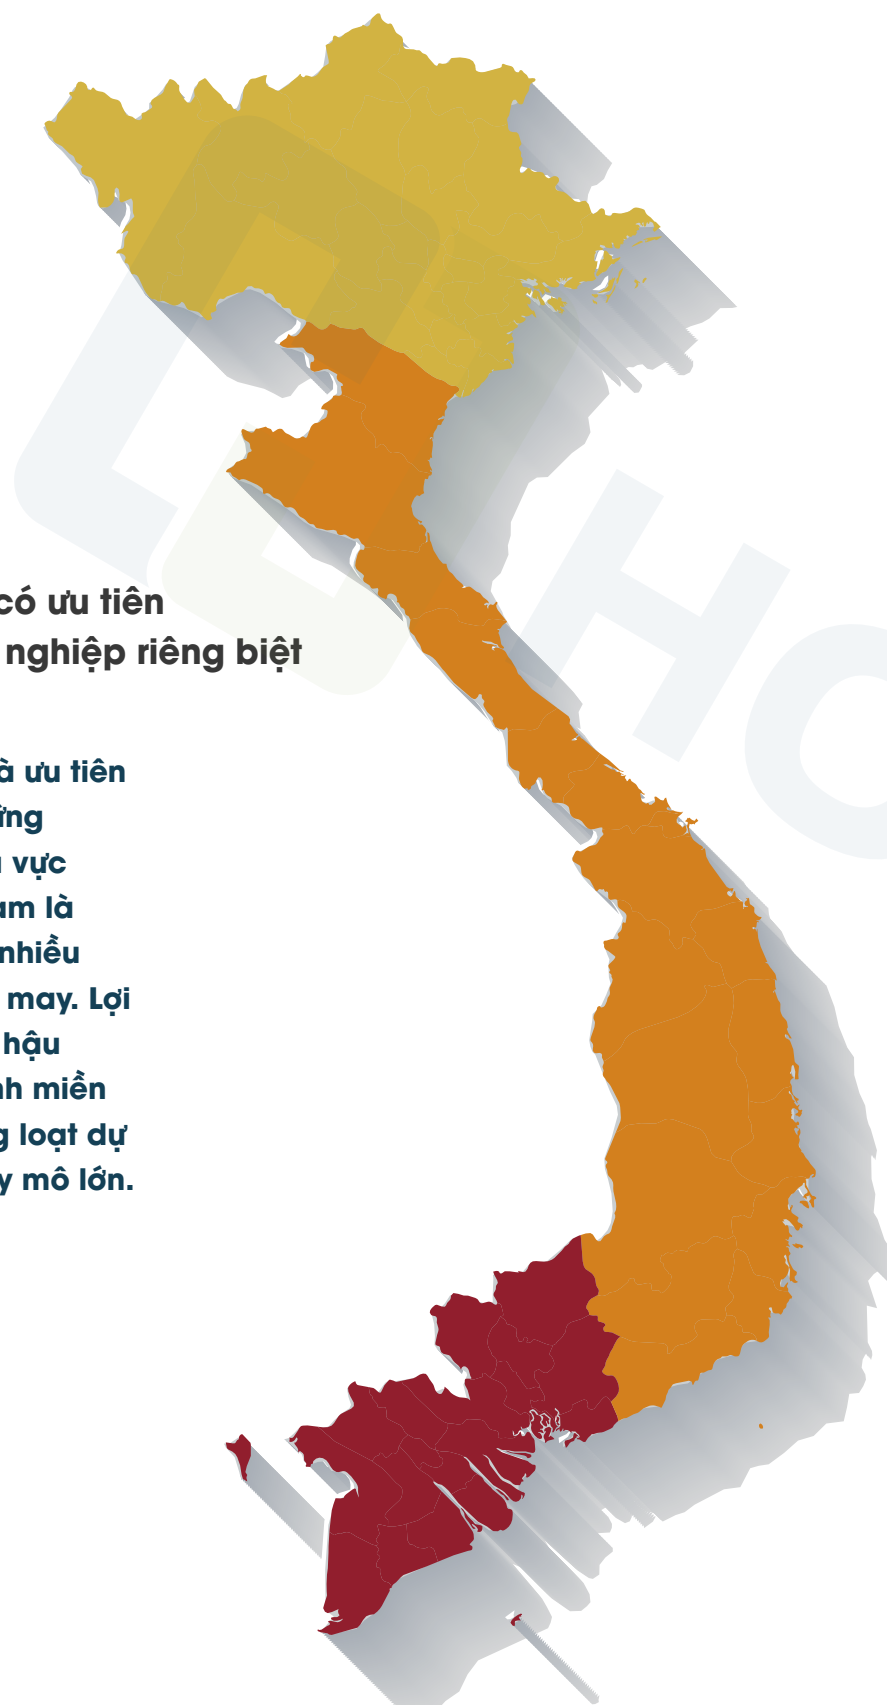 có ưu tiên
nghiệp riêng biệt
à ưu tiên
vực
am là
nhiều
may. Lợi
hậu
nh miền
loạt dự
mô lớn.
HO